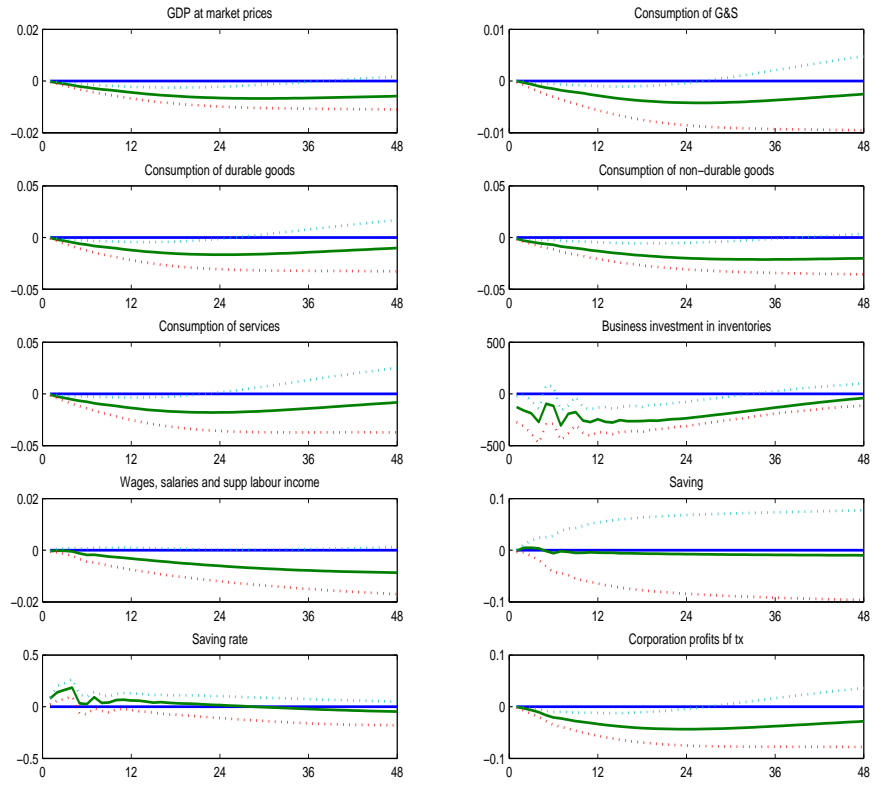 GDP at market prices
0.02
0
−0.02
0 12 24 36 48
Consumption of G&S
0.01
0
−0.01
0 12 24 36 48
Consumption of durable goods
0.05
0
−0.05
0 12 24 36 48
Consumption of non−durable goods
0.05
0
−0.05
0 12 24 36 48
Consumption of services
0.05
0
−0.05
0 12 24 36 48
Business investment in inventories
500
0
−500
0 12 24 36 48
Wages, salaries and supp labour income
0.02
0
−0.02
0 12 24 36 48
Saving
0.1
0
−0.1
0 12 24 36 48
Saving rate
0.5
0
−0.5
0 12 24 36 48
Corporation profits bf tx
0.1
0
−0.1
0 12 24 36 48